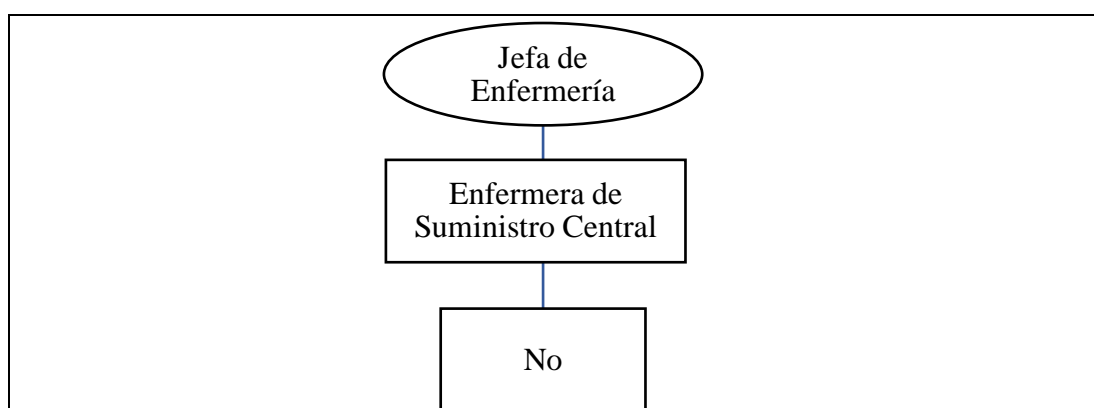 Jefa de
Enfermería
Enfermera de
Suministro Central
No